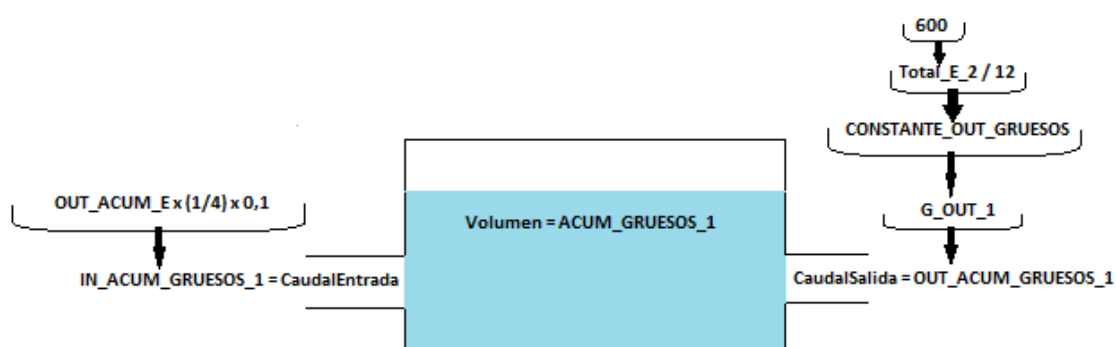 600
Total_E_2 / 12
CONSTANTE_OUT_GRUESOS
OUT_ACUM_E x (1/4) x 0,1
G_OUT_1
Volumen = ACUM_GRUESOS_1
IN_ACUM_GRUESOS_1 = CaudalEntrada
CaudalSalida = OUT_ACUM_GRUESOS_1